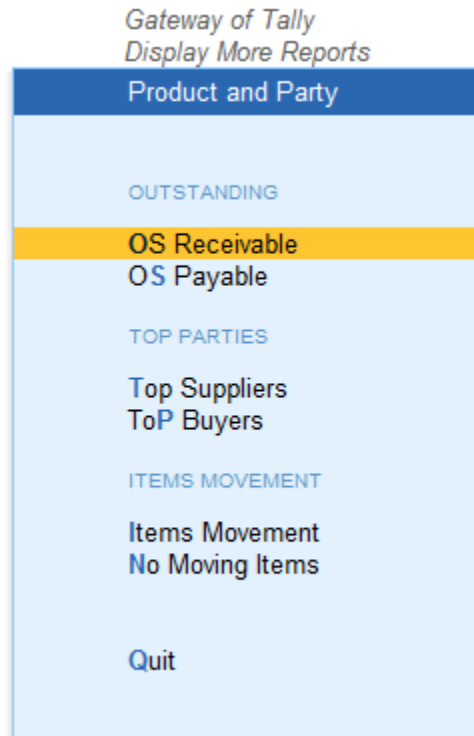 Gateway of Tally
Display More Reports
Product and Party
OUTSTANDING
OS Receivable
OS Payable
TOP PARTIES
Top Suppliers
ToP Buyers
ITEMS MOVEMENT
Items Movement
No Moving Items
Quit